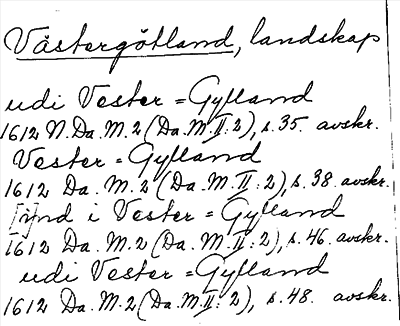 Västergötland, landskap
udi Vester=Gylland
1612 N.Da.M.2 (Da.M.II:2), s.35. avskr.
Vester=Gylland
1612 Da.M.2 (Da.M.II:2), s.38. avskr.
[i]nd i Vester=Gylland
1612 Da.M.2 (Da.M.II:2), s.46. avskr.
udi Vester=Gylland
1612 Da.M.2 (Da.M.II:2), s.48. avskr.